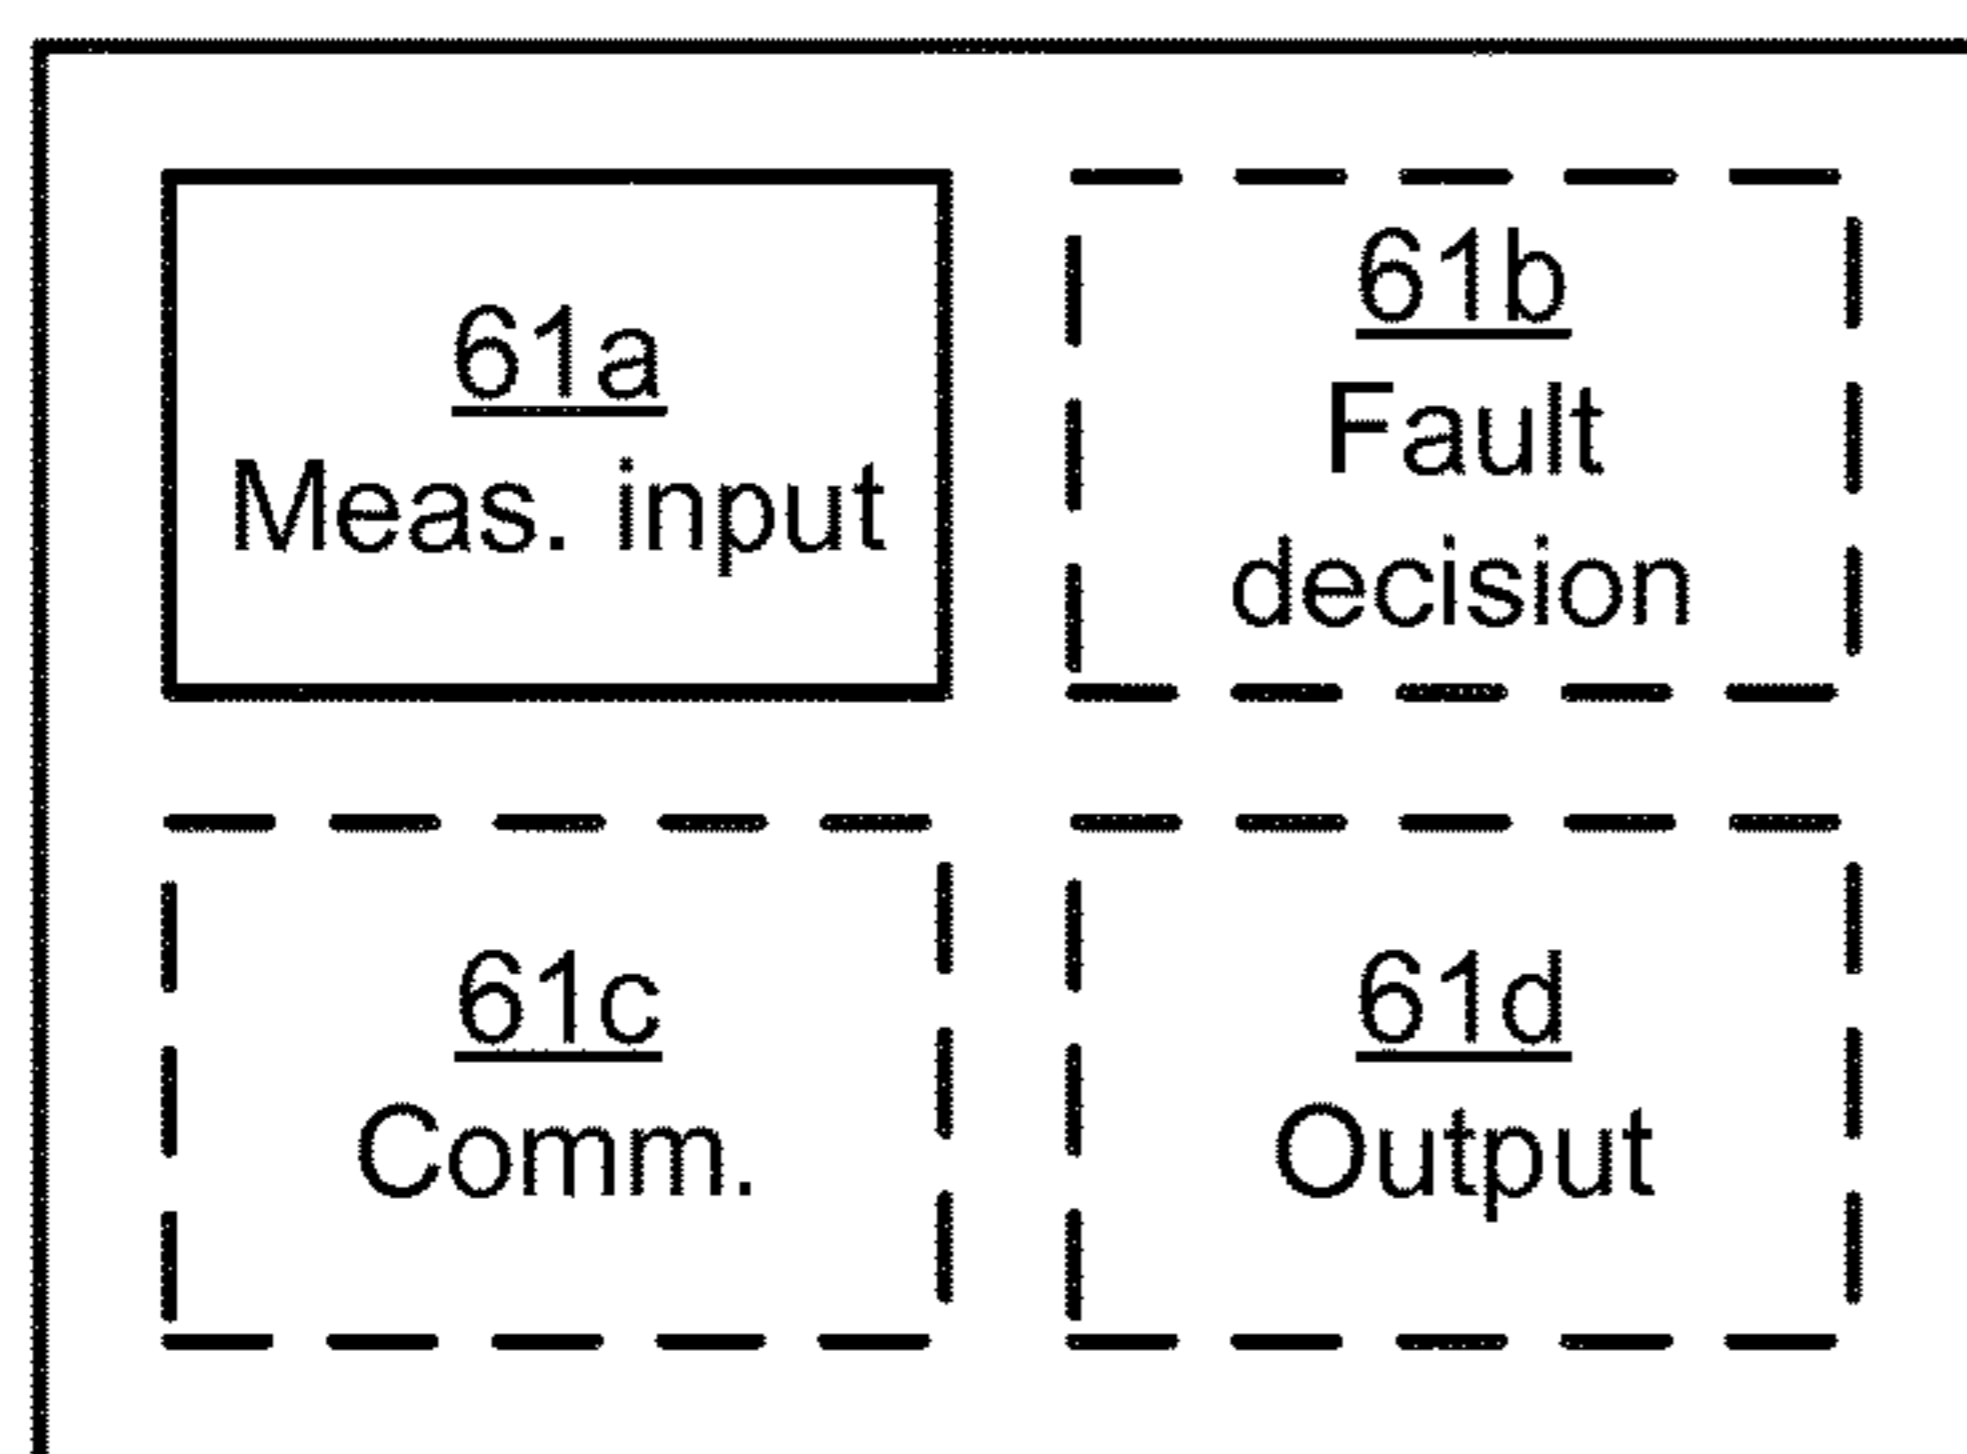 61a
Meas. input
61b
Fault
decision
61c
Comm.
61d
Output